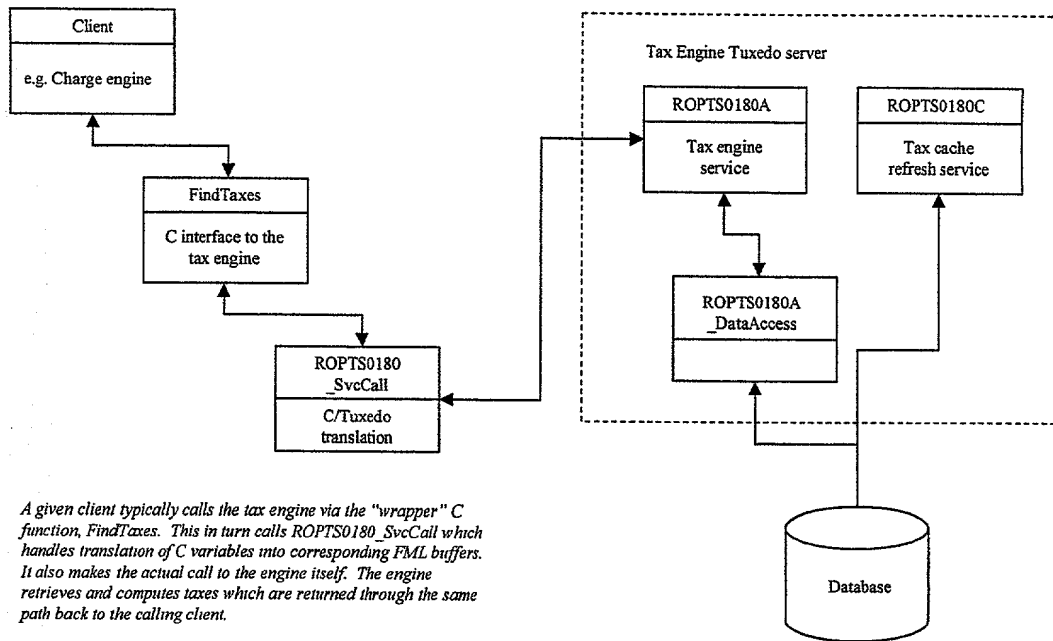 Client
e.g. Charge engine
FindTaxes
C interface to the
tax engine
ROPTS0180
_SvcCall
C/Tuxedo
translation
Tax Engine Tuxedo server
ROPTS0180A
Tax engine
service
ROPTS0180C
Tax cache
refresh service
ROPTS0180A
_DataAccess
Database
A given client typically calls the tax engine via the "wrapper" C
function, FindTaxes. This in turn calls ROPTS0180_SvcCall which
handles translation of C variables into corresponding FML buffers.
It also makes the actual call to the engine itself. The engine
retrieves and computes taxes which are returned through the same
path back to the calling client.